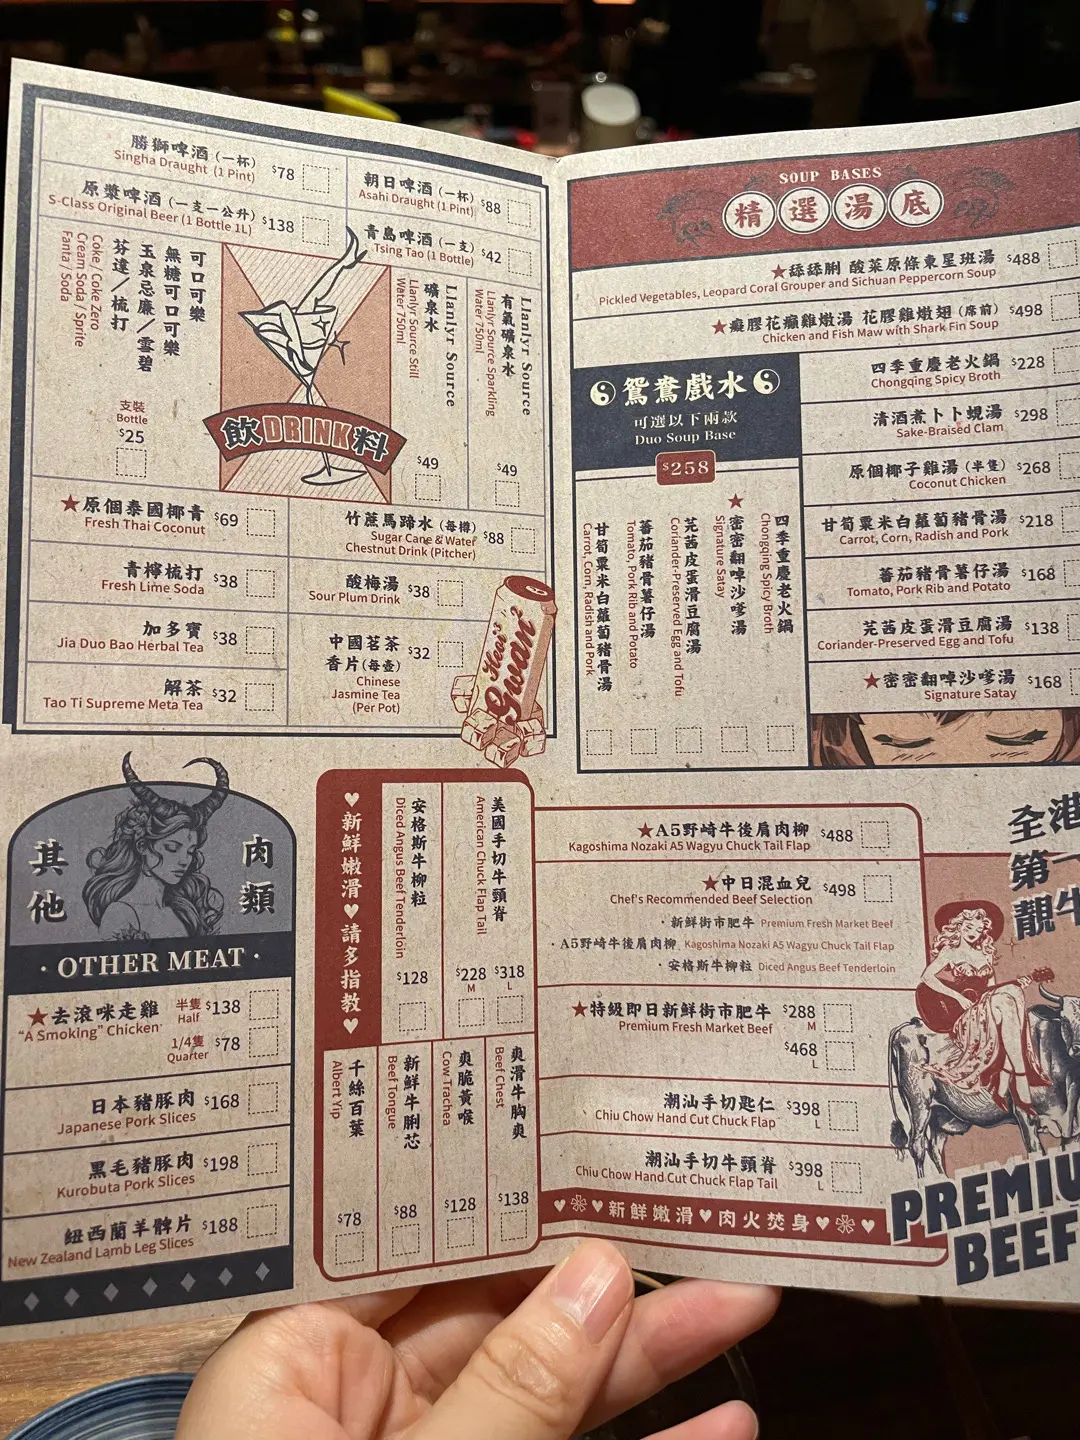 勝獅啤酒（一杯） $78
Singha Draught (1 Pint)
原漿啤酒（一支一公升） $138
S-Class Original Beer (1 Bottle 1L)
朝日啤酒（一杯） $88
Asahi Draught (1 Pint)
青島啤酒（一支） $42
Tsing Tao (1 Bottle)
可口可樂
無糖可口可樂
玉泉忌廉／雪碧
芬達／梳打
Coke / Coke Zero
Cream Soda / Sprite
Fanta / Soda
支裝
Bottle
$25
飲DRINK料
Llanlyr Source
礦泉水
Llanlyr Source Still
Water 750ml
$49
Llanlyr Source
有氣礦泉水
Llanlyr Source Sparkling
Water 750ml
$49
★原個泰國椰青 $69
Fresh Thai Coconut
竹蔗馬蹄水（每樽） $88
Sugar Cane & Water
Chestnut Drink (Pitcher)
青檸梳打 $38
Fresh Lime Soda
酸梅湯 $38
Sour Plum Drink
加多寶 $38
Jia Duo Bao Herbal Tea
中國茗茶
香片（每壺） $32
Chinese
Jasmine Tea
(Per Pot)
解茶 $32
Tao Ti Supreme Meta Tea
Gwan²
SOUP BASES
精選湯底
★舔舔脷 酸菜原條東星班湯 $488
Pickled Vegetables, Leopard Coral Grouper and Sichuan Peppercorn Soup
★癡膠花癲雞燉湯 花膠雞燉翅（席前） $498
Chicken and Fish Maw with Shark Fin Soup
鴛鴦戲水
可選以下兩款
Duo Soup Base
$258
四季重慶老火鍋
Chongqing Spicy Broth
★密密翻啅沙嗲湯
Signature Satay
芫茜皮蛋滑豆腐湯
Coriander-Preserved Egg and Tofu
蕃茄豬骨薯仔湯
Tomato, Pork Rib and Potato
甘筍粟米白蘿蔔豬骨湯
Carrot, Corn, Radish and Pork
四季重慶老火鍋 $228
Chongqing Spicy Broth
清酒煮卜卜蜆湯 $298
Sake-Braised Clam
原個椰子雞湯（半隻） $268
Coconut Chicken
甘筍粟米白蘿蔔豬骨湯 $218
Carrot, Corn, Radish and Pork
蕃茄豬骨薯仔湯 $168
Tomato, Pork Rib and Potato
芫茜皮蛋滑豆腐湯 $138
Coriander-Preserved Egg and Tofu
★密密翻啅沙嗲湯 $168
Signature Satay
其他肉類
· OTHER MEAT ·
★去滾咪走雞 半隻 $138
"A Smoking" Chicken Half
1/4隻 $78
Quarter
日本豬豚肉 $168
Japanese Pork Slices
黑毛豬豚肉 $198
Kurobuta Pork Slices
紐西蘭羊髀片 $188
New Zealand Lamb Leg Slices
♥新鮮嫩滑♥請多指教♥
美國手切牛頸脊
American Chuck Flap Tail
$228 $318
M L
安格斯牛柳粒
Diced Angus Beef Tenderloin
$128
爽滑牛胸爽
Beef Chest
$138
爽脆黃喉
Cow Trachea
$128
新鮮牛脷芯
Beef Tongue
$88
千絲百葉
Albert Yip
$78
★A5野崎牛後肩肉柳 $488
Kagoshima Nozaki A5 Wagyu Chuck Tail Flap
★中日混血兒 $498
Chef's Recommended Beef Selection
· 新鮮街市肥牛 Premium Fresh Market Beef
· A5野崎牛後肩肉柳 Kagoshima Nozaki A5 Wagyu Chuck Tail Flap
· 安格斯牛柳粒 Diced Angus Beef Tenderloin
★特級即日新鮮街市肥牛 $288
Premium Fresh Market Beef M
$468
L
潮汕手切匙仁 $398
Chiu Chow Hand Cut Chuck Flap L
潮汕手切牛頸脊 $398
Chiu Chow Hand Cut Chuck Flap Tail L
♥新鮮嫩滑♥肉火焚身♥
全港
第一
靚牛
PREMIU
BEEF